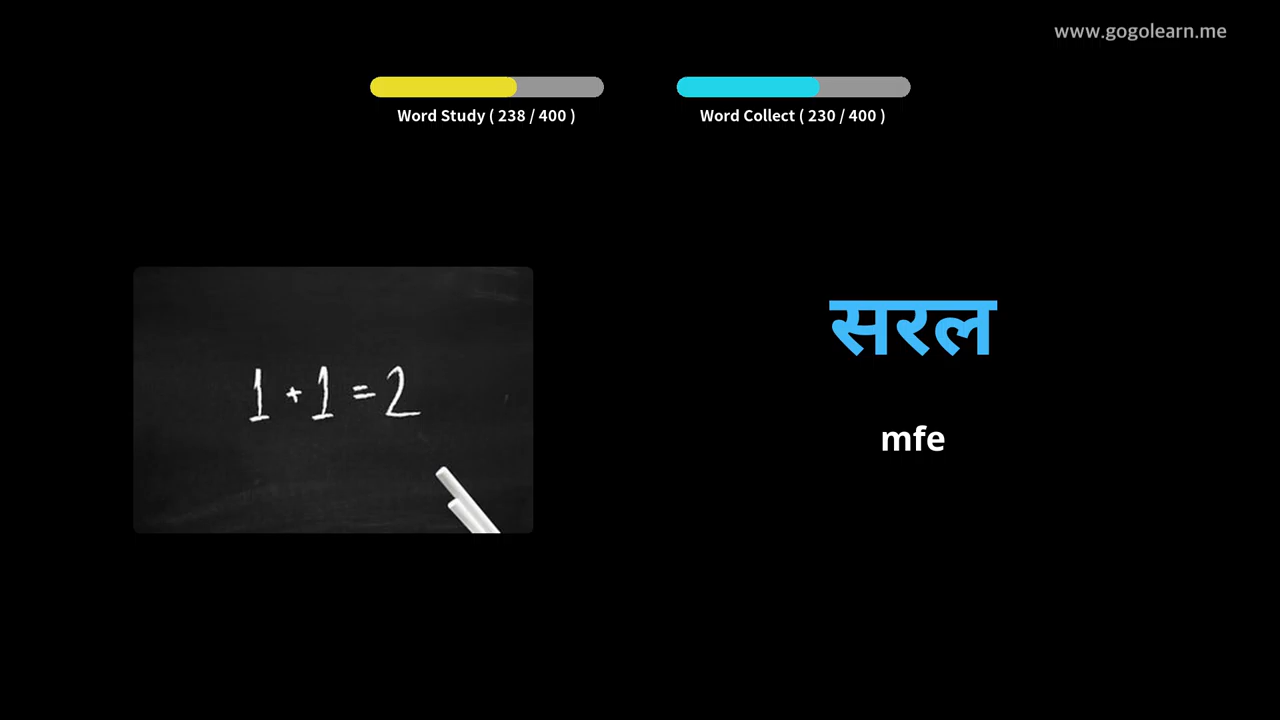 www.gogolearn.me
Word Study ( 238 / 400 )
Word Collect ( 230 / 400 )
1 + 1 = 2
सरल
mfe